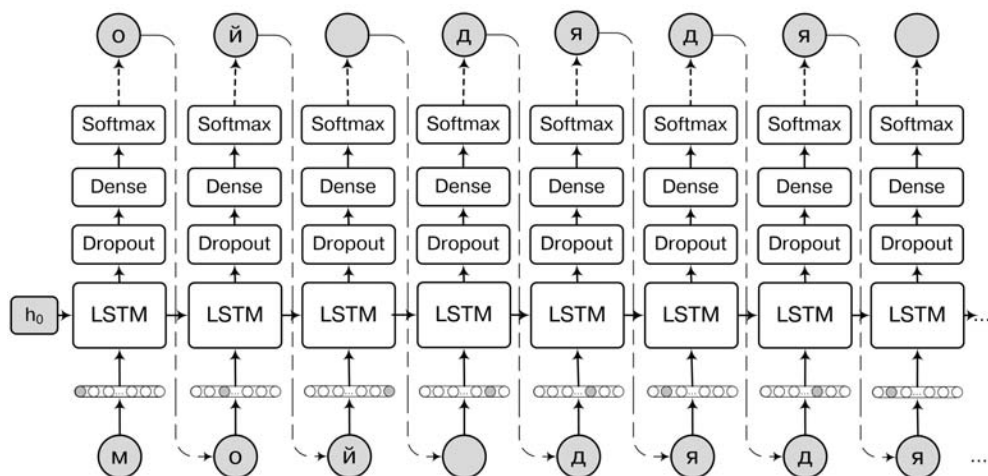 о й д я д я
Softmax Softmax Softmax Softmax Softmax Softmax Softmax Softmax
Dense Dense Dense Dense Dense Dense Dense Dense
Dropout Dropout Dropout Dropout Dropout Dropout Dropout Dropout
h₀ LSTM LSTM LSTM LSTM LSTM LSTM LSTM LSTM ...
м о й д я д я ...